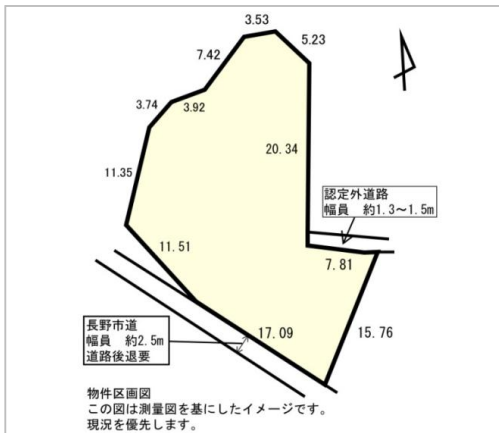 3.53
5.23
7.42
3.74
3.92
11.35
20.34
認定外道路
幅員 約1.3～1.5m
7.81
11.51
15.76
長野市道
幅員 約2.5m
道路後退要
17.09
物件区画図
この図は測量図を基にしたイメージです。
現況を優先します。